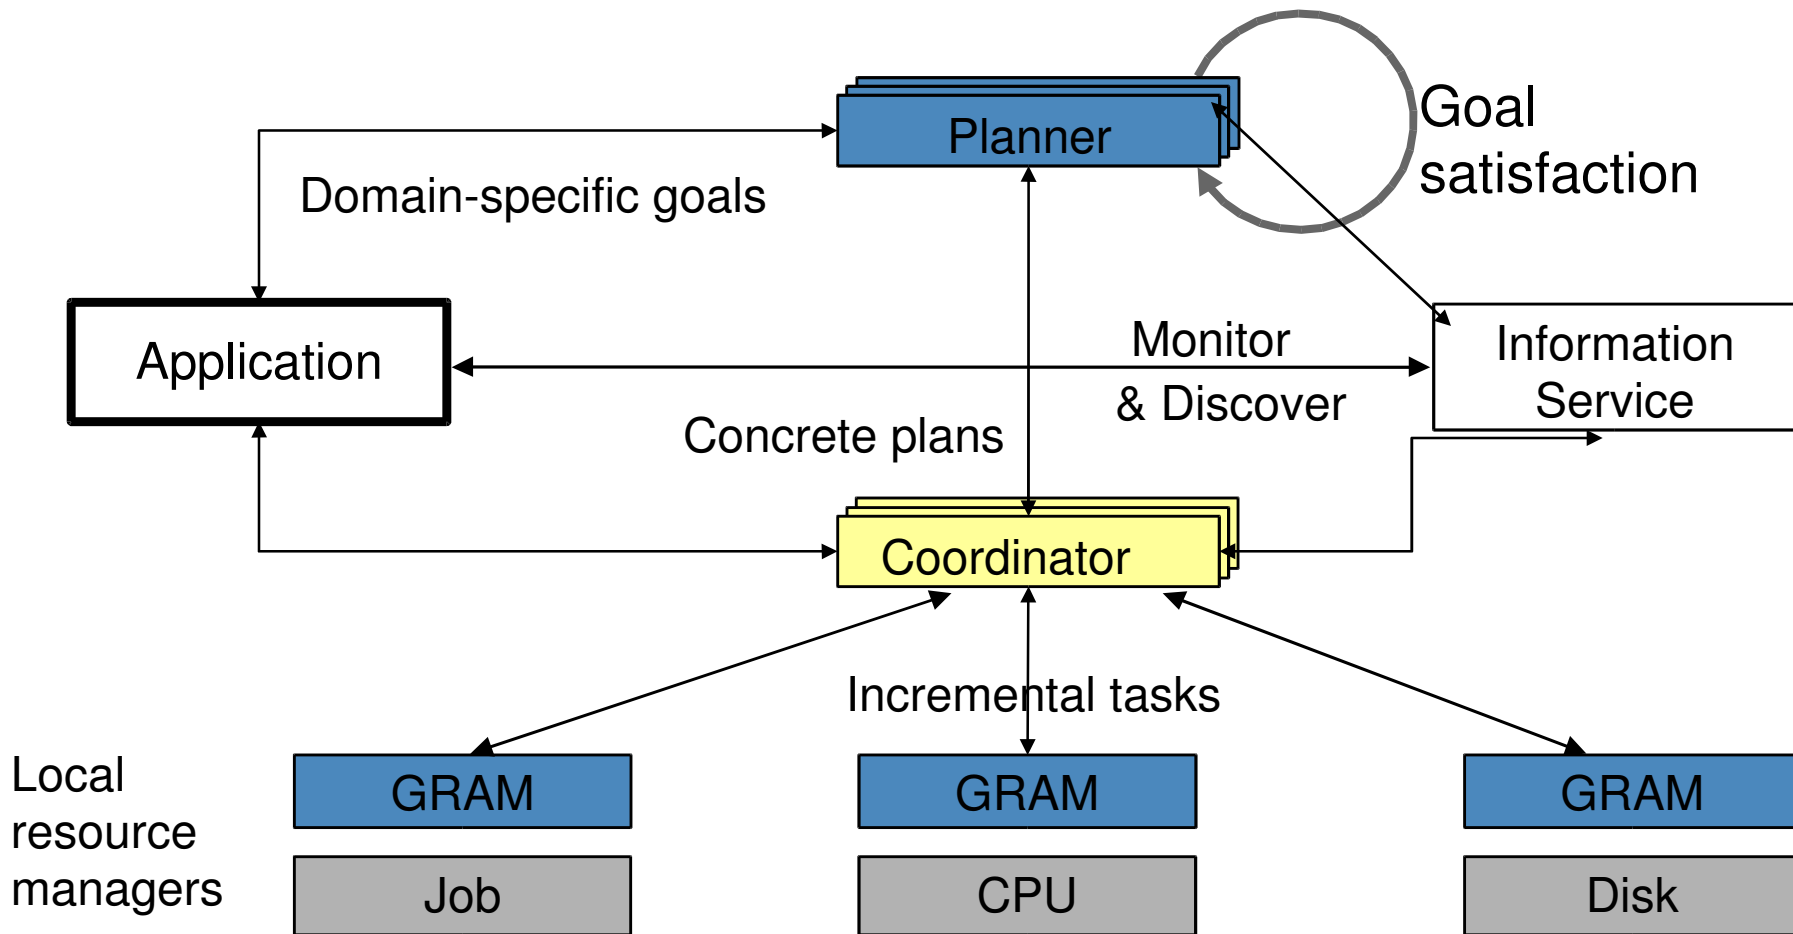 Planner
Goal
satisfaction
Domain-specific goals
Application
Monitor
& Discover
Information
Service
Concrete plans
Coordinator
Incremental tasks
Local
resource
managers
GRAM
GRAM
GRAM
Job
CPU
Disk